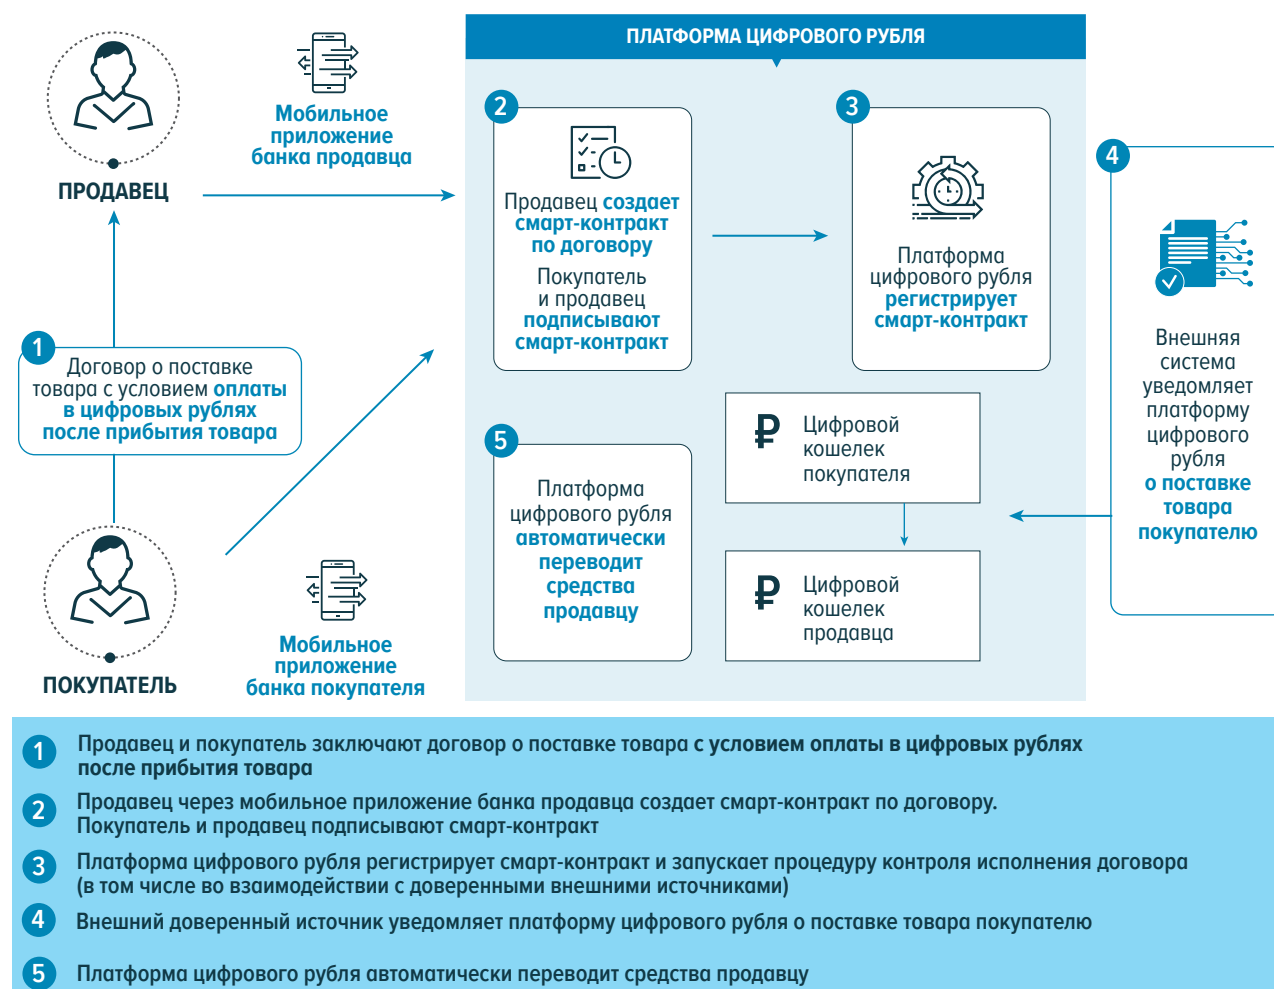 ПЛАТФОРМА ЦИФРОВОГО РУБЛЯ
Мобильное
приложение
банка продавца
ПРОДАВЕЦ
1
Договор о поставке
товара с условием оплаты
в цифровых рублях
после прибытия товара
ПОКУПАТЕЛЬ
Мобильное
приложение
банка покупателя
2
Продавец создает
смарт-контракт
по договору
Покупатель
и продавец
подписывают
смарт-контракт
3
Платформа
цифрового рубля
регистрирует
смарт-контракт
4
Внешняя
система
уведомляет
платформу
цифрового
рубля
о поставке
товара
покупателю
5
Платформа
цифрового рубля
автоматически
переводит
средства
продавцу
₽
Цифровой
кошелек
покупателя
₽
Цифровой
кошелек
продавца
1 Продавец и покупатель заключают договор о поставке товара с условием оплаты в цифровых рублях
после прибытия товара
2 Продавец через мобильное приложение банка продавца создает смарт-контракт по договору.
Покупатель и продавец подписывают смарт-контракт
3 Платформа цифрового рубля регистрирует смарт-контракт и запускает процедуру контроля исполнения договора
(в том числе во взаимодействии с доверенными внешними источниками)
4 Внешний доверенный источник уведомляет платформу цифрового рубля о поставке товара покупателю
5 Платформа цифрового рубля автоматически переводит средства продавцу